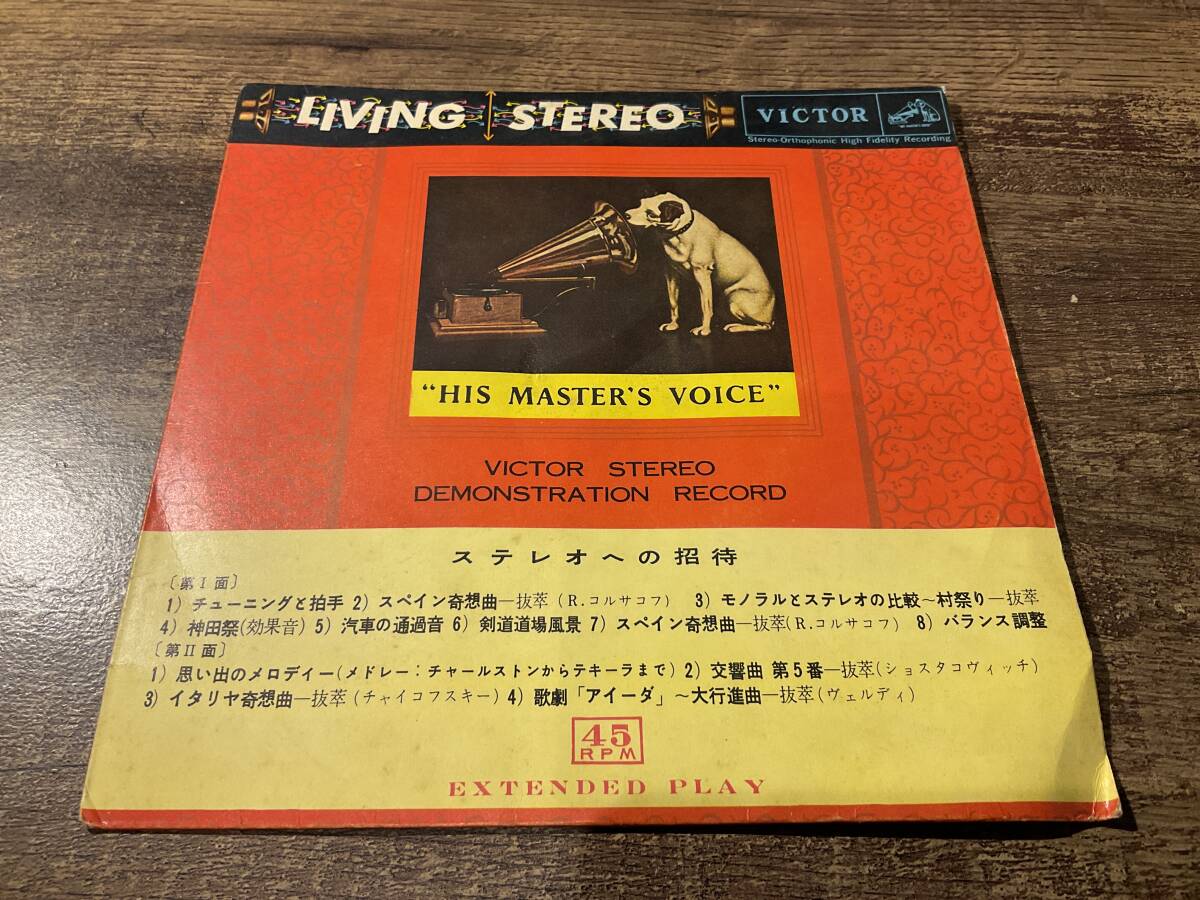 LIVING STEREO
VICTOR
"HIS MASTER'S VOICE"
Stereo-Orthophonic High Fidelity Recording
"HIS MASTER'S VOICE"
VICTOR STEREO
DEMONSTRATION RECORD
ステレオへの招待
〔第Ⅰ面〕
1) チューニングと拍手 2) スペイン奇想曲―抜萃 (R.コルサコフ) 3) モノラルとステレオの比較～村祭り―抜萃
4) 神田祭(効果音) 5) 汽車の通過音 6) 剣道道場風景 7) スペイン奇想曲―抜萃(R.コルサコフ) 8) バランス調整
〔第Ⅱ面〕
1) 思い出のメロデイー(メドレー:チャールストンからテキーラまで) 2) 交響曲 第5番―抜萃(ショスタコヴィッチ)
3) イタリヤ奇想曲―抜萃(チャイコフスキー) 4) 歌劇「アイーダ」～大行進曲―抜萃(ヴェルディ)
45
RPM
EXTENDED PLAY